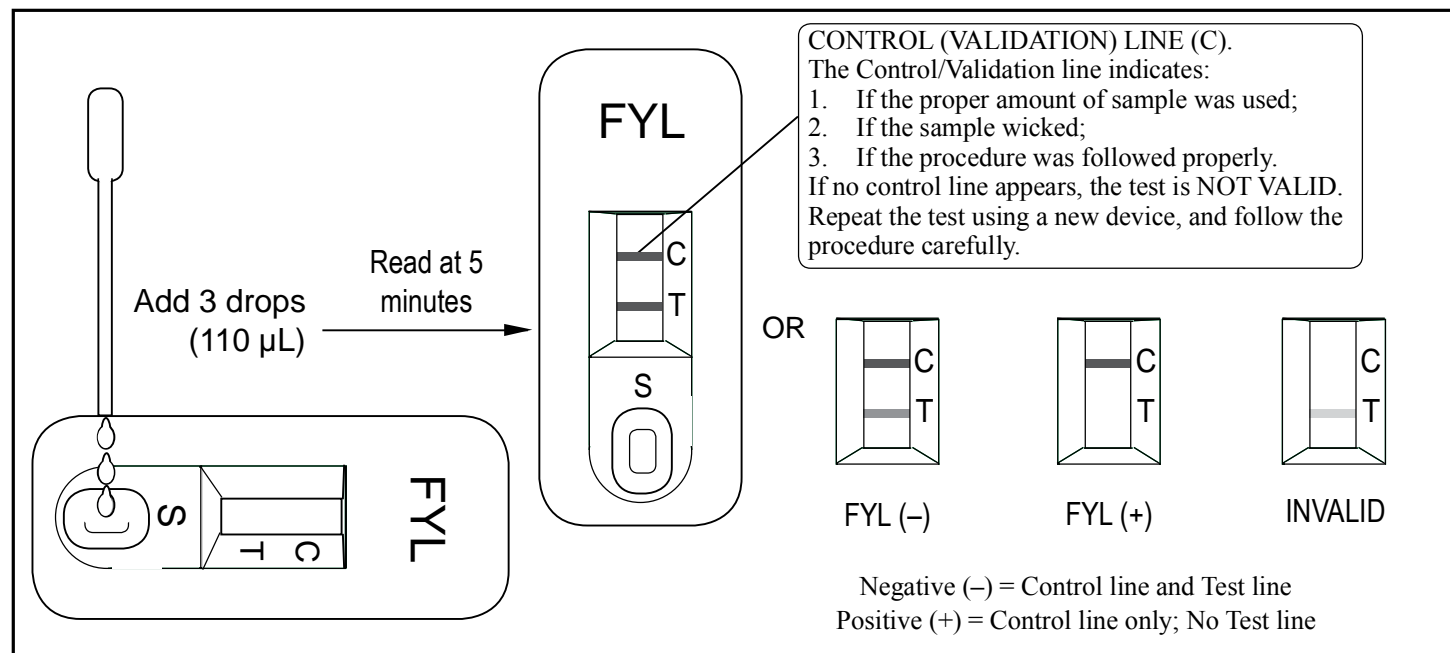 CONTROL (VALIDATION) LINE (C).
The Control/Validation line indicates:
1. If the proper amount of sample was used;
2. If the sample wicked;
3. If the procedure was followed properly.
If no control line appears, the test is NOT VALID.
Repeat the test using a new device, and follow the
procedure carefully.
FYL
C
T
S
Read at 5
minutes
Add 3 drops
(110 µL)
S
T
C
FYL
OR
C
T
FYL (–)
C
T
FYL (+)
C
T
INVALID
Negative (–) = Control line and Test line
Positive (+) = Control line only; No Test line